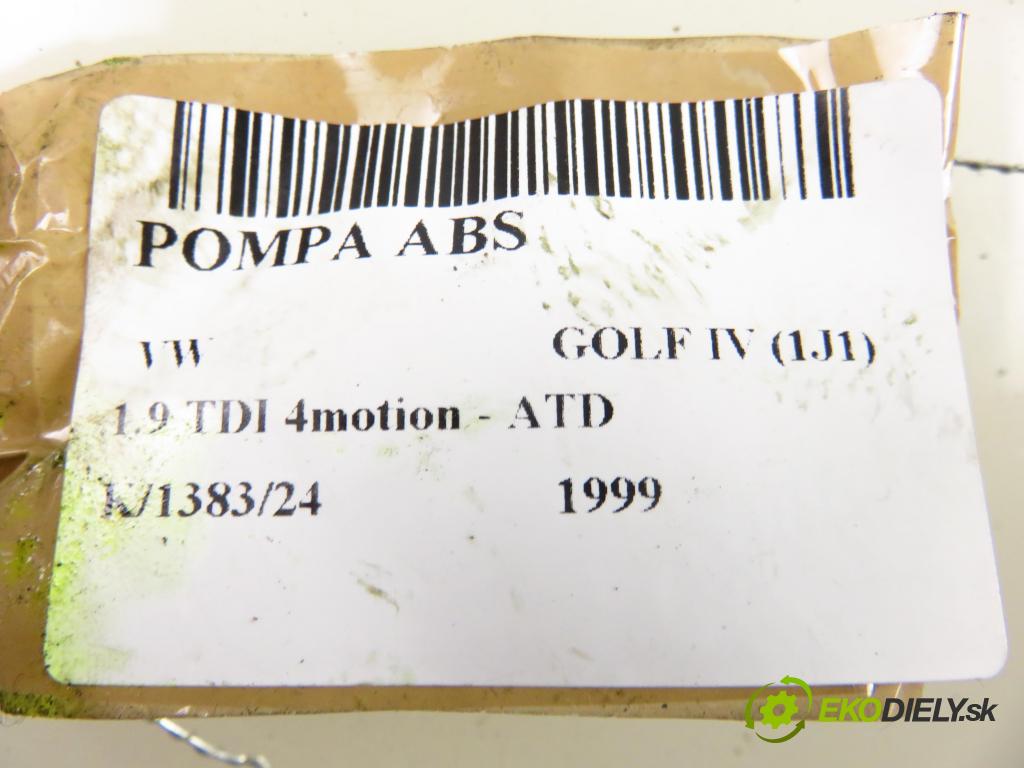 POMPA ABS
VW GOLF IV (1J1)
1.9 TDI 4motion - ATD
K/1383/24 1999
EKODIELY.sk